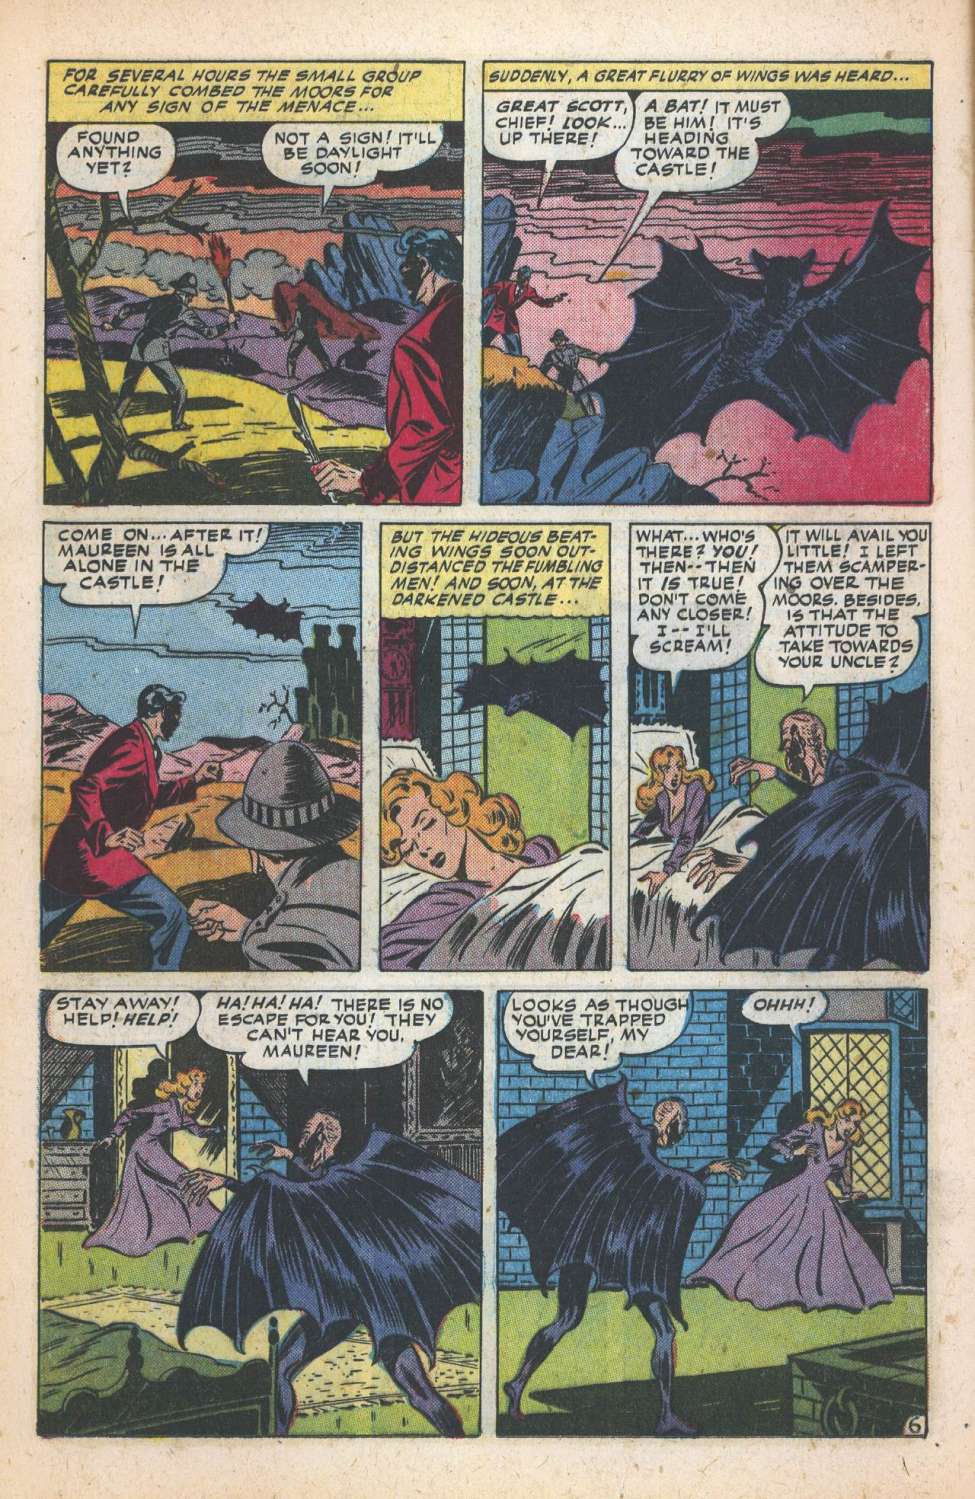 FOR SEVERAL HOURS THE SMALL GROUP
CAREFULLY COMBED THE MOORS FOR
ANY SIGN OF THE MENACE...
FOUND
ANYTHING
YET?
NOT A SIGN! IT'LL
BE DAYLIGHT
SOON!
SUDDENLY, A GREAT FLURRY OF WINGS WAS HEARD...
GREAT SCOTT,
CHIEF! LOOK...
UP THERE!
A BAT! IT MUST
BE HIM! IT'S
HEADING
TOWARD THE
CASTLE!
COME ON... AFTER IT!
MAUREEN IS ALL
ALONE IN THE
CASTLE!
BUT THE HIDEOUS BEAT-
ING WINGS SOON OUT-
DISTANCED THE FUMBLING
MEN! AND SOON, AT THE
DARKENED CASTLE...
WHAT... WHO'S
THERE? YOU!
THEN-- THEN
IT IS TRUE!
DON'T COME
ANY CLOSER!
I-- I'LL
SCREAM!
IT WILL AVAIL YOU
LITTLE! I LEFT
THEM SCAMPER-
ING OVER THE
MOORS. BESIDES,
IS THAT THE
ATTITUDE TO
TAKE TOWARDS
YOUR UNCLE?
STAY AWAY!
HELP! HELP!
HA! HA! HA! THERE IS NO
ESCAPE FOR YOU! THEY
CAN'T HEAR YOU,
MAUREEN!
LOOKS AS THOUGH
YOU'VE TRAPPED
YOURSELF, MY
DEAR!
OHHH!
6